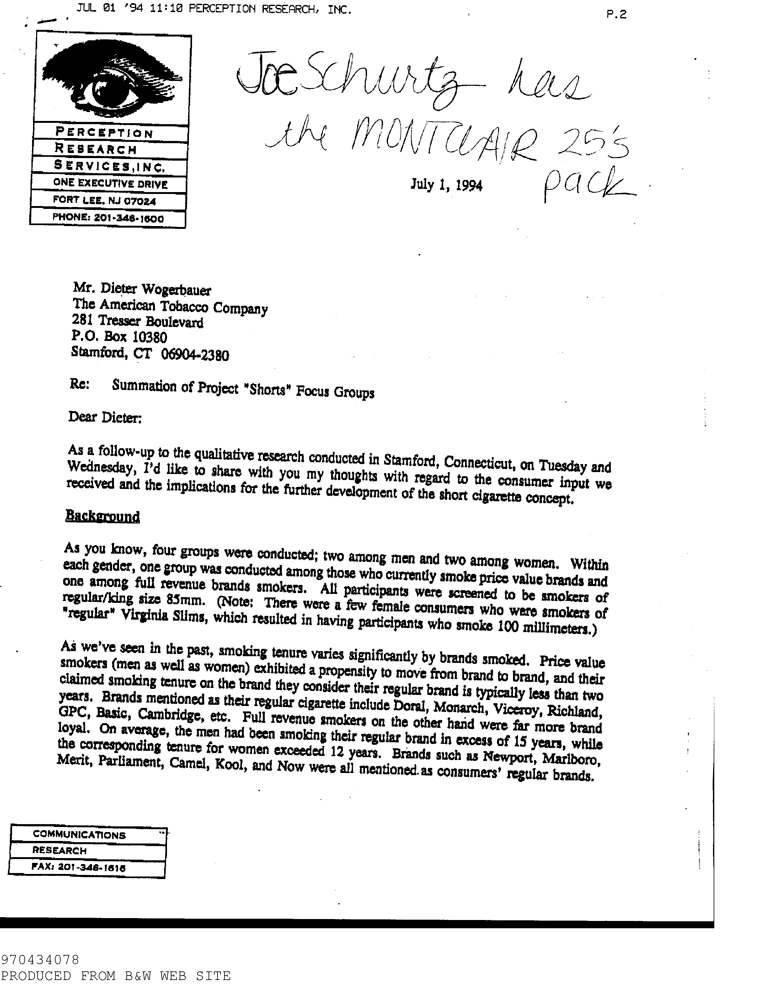 JUL 01 '94 11:10 PERCEPTION RESEARCH, INC.
P.2
Joe Schurtz has
the MONTCLAIR 25's
pack
PERCEPTION
RESEARCH
SERVICES, INC.
ONE EXECUTIVE DRIVE
FORT LEE, NJ 07024
PHONE: 201-346-1600
July 1, 1994
Mr. Dieter Wogerbauer
The American Tobacco Company
281 Tresser Boulevard
P.O. Box 10380
Stamford, CT 06904-2380
Re: Summation of Project "Shorts" Focus Groups
Dear Dieter:
As a follow-up to the qualitative research conducted in Stamford, Connecticut, on Tuesday and
Wednesday, I'd like to share with you my thoughts with regard to the consumer input we
received and the implications for the further development of the short cigarette concept.
Background
As you know, four groups were conducted; two among men and two among women. Within
each gender, one group was conducted among those who currently smoke price value brands and
one among full revenue brands smokers. All participants were screened to be smokers of
regular/king size 85mm. (Note: There were a few female consumers who were smokers of
"regular" Virginia Slims, which resulted in having participants who smoke 100 millimeters.)
As we've seen in the past, smoking tenure varies significantly by brands smoked. Price value
smokers (men as well as women) exhibited a propensity to move from brand to brand, and their
claimed smoking tenure on the brand they consider their regular brand is typically less than two
years. Brands mentioned as their regular cigarette include Doral, Monarch, Viceroy, Richland,
GPC, Basic, Cambridge, etc. Full revenue smokers on the other hand were far more brand
loyal. On average, the men had been smoking their regular brand in excess of 15 years, while
the corresponding tenure for women exceeded 12 years. Brands such as Newport, Marlboro,
Merit, Parliament, Camel, Kool, and Now were all mentioned as consumers' regular brands.
COMMUNICATIONS
RESEARCH
FAX: 201-346-1616
970434078
PRODUCED FROM B&W WEB SITE